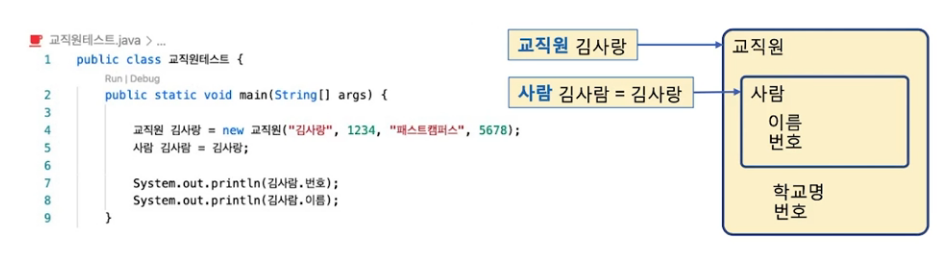 교직원테스트.java > ...
1 public class 교직원테스트 {
Run | Debug
2 public static void main(String[] args) {
3
4 교직원 김사랑 = new 교직원("김사랑", 1234, "패스트캠퍼스", 5678);
5 사람 김사람 = 김사랑;
6
7 System.out.println(김사람.번호);
8 System.out.println(김사람.이름);
9 }
교직원 김사랑
사람 김사람 = 김사랑
교직원
사람
이름
번호
학교명
번호